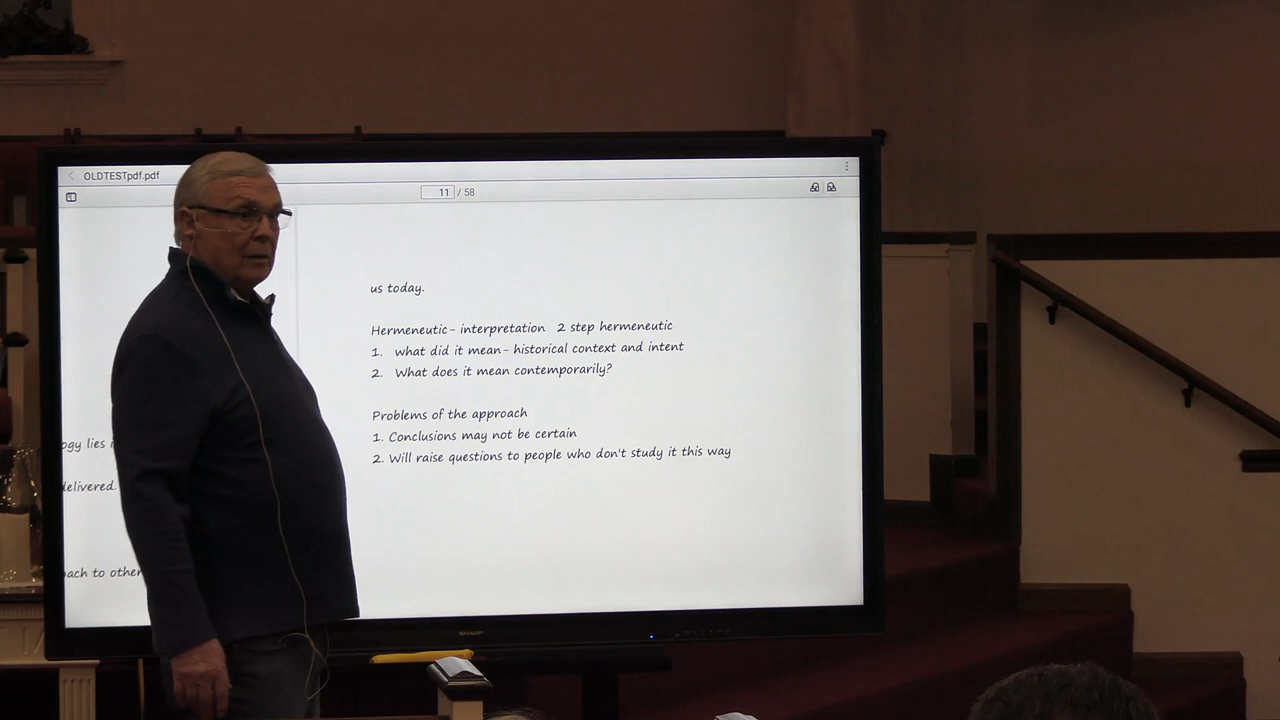 OLDTESTpdf.pdf
11 / 58
us today.
Hermeneutic- interpretation 2 step hermeneutic
1. what did it mean- historical context and intent
2. What does it mean contemporarily?
Problems of the approach
1. Conclusions may not be certain
2. Will raise questions to people who don't study it this way
ogy lies
delivered.
ach to other
SHARP